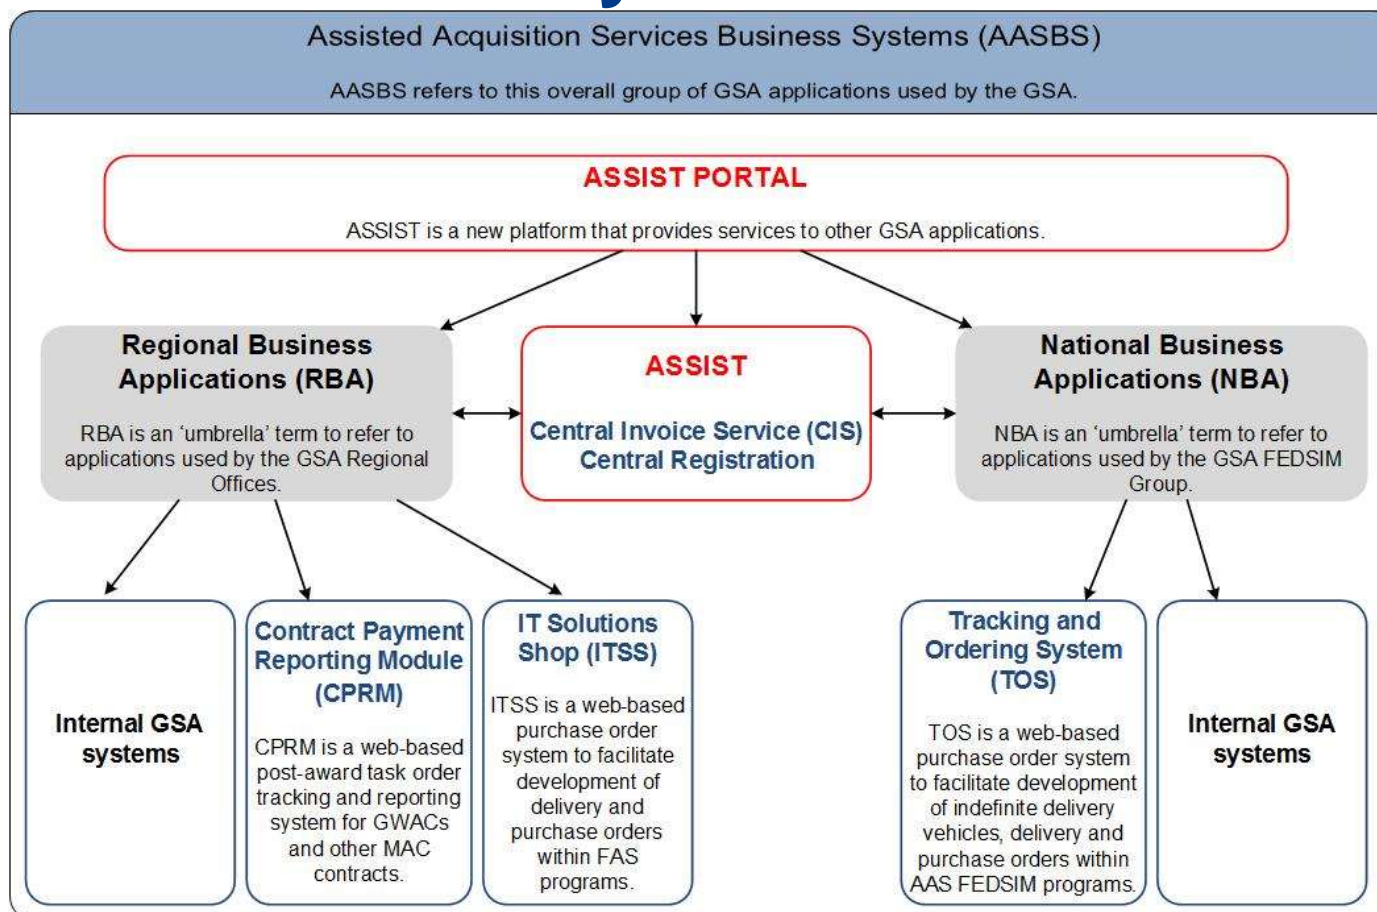 Assisted Acquisition Services Business Systems (AASBS)
AASBS refers to this overall group of GSA applications used by the GSA.
ASSIST PORTAL
ASSIST is a new platform that provides services to other GSA applications.
Regional Business
Applications (RBA)
RBA is an ‘umbrella’ term to refer to
applications used by the GSA Regional
Offices.
ASSIST
Central Invoice Service (CIS)
Central Registration
National Business
Applications (NBA)
NBA is an ‘umbrella’ term to refer to
applications used by the GSA FEDSIM
Group.
Internal GSA
systems
Contract Payment
Reporting Module
(CPRM)
CPRM is a web-based
post-award task order
tracking and reporting
system for GWACs
and other MAC
contracts.
IT Solutions
Shop (ITSS)
ITSS is a web-based
purchase order
system to facilitate
development of
delivery and
purchase orders
within FAS
programs.
Tracking and
Ordering System
(TOS)
TOS is a web-based
purchase order system
to facilitate development
of indefinite delivery
vehicles, delivery and
purchase orders within
AAS FEDSIM programs.
Internal GSA
systems